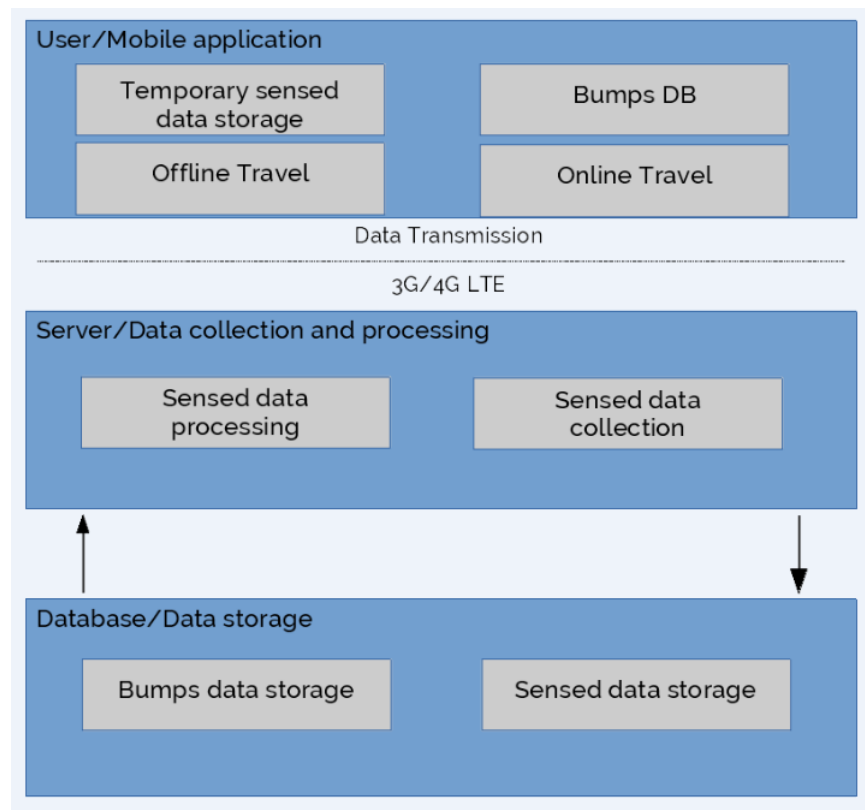 User/Mobile application
Temporary sensed
data storage
Bumps DB
Offline Travel
Online Travel
Data Transmission
3G/4G LTE
Server/Data collection and processing
Sensed data
processing
Sensed data
collection
Database/Data storage
Bumps data storage
Sensed data storage